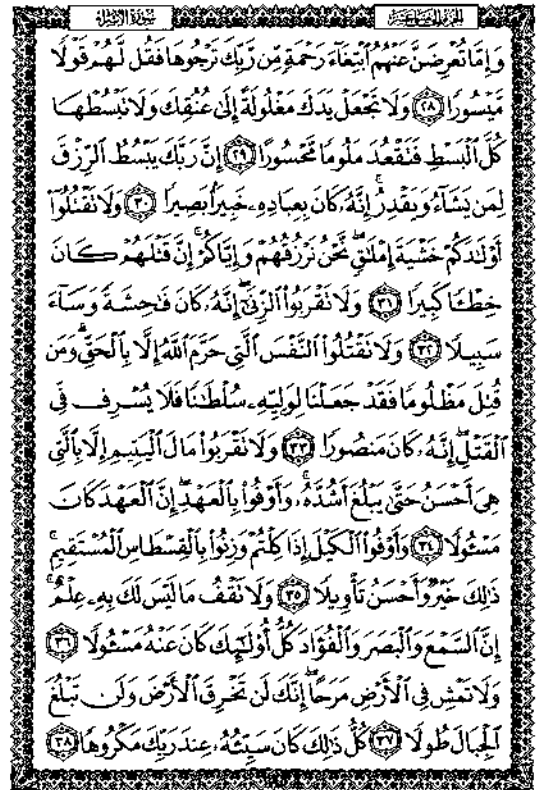 الجزء الخامس عشر
سورة الإسراء
وَإِمَّا تُعْرِضَنَّ عَنْهُمُ ٱبْتِغَآءَ رَحْمَةٍ مِّن رَّبِّكَ تَرْجُوهَا فَقُل لَّهُمْ قَوْلًا
مَّيْسُورًا ٢٨ وَلَا تَجْعَلْ يَدَكَ مَغْلُولَةً إِلَىٰ عُنُقِكَ وَلَا تَبْسُطْهَا
كُلَّ ٱلْبَسْطِ فَتَقْعُدَ مَلُومًا مَّحْسُورًا ٢٩ إِنَّ رَبَّكَ يَبْسُطُ ٱلرِّزْقَ
لِمَن يَشَآءُ وَيَقْدِرُ ۚ إِنَّهُۥ كَانَ بِعِبَادِهِۦ خَبِيرًۢا بَصِيرًا ٣٠ وَلَا تَقْتُلُوٓا۟
أَوْلَٰدَكُمْ خَشْيَةَ إِمْلَٰقٍ ۖ نَّحْنُ نَرْزُقُهُمْ وَإِيَّاكُمْ ۚ إِنَّ قَتْلَهُمْ كَانَ
خِطْـًٔا كَبِيرًا ٣١ وَلَا تَقْرَبُوا۟ ٱلزِّنَىٰٓ ۖ إِنَّهُۥ كَانَ فَٰحِشَةً وَسَآءَ
سَبِيلًا ٣٢ وَلَا تَقْتُلُوا۟ ٱلنَّفْسَ ٱلَّتِى حَرَّمَ ٱللَّهُ إِلَّا بِٱلْحَقِّ ۗ وَمَن
قُتِلَ مَظْلُومًا فَقَدْ جَعَلْنَا لِوَلِيِّهِۦ سُلْطَٰنًا فَلَا يُسْرِف فِّى
ٱلْقَتْلِ ۖ إِنَّهُۥ كَانَ مَنصُورًا ٣٣ وَلَا تَقْرَبُوا۟ مَالَ ٱلْيَتِيمِ إِلَّا بِٱلَّتِى
هِىَ أَحْسَنُ حَتَّىٰ يَبْلُغَ أَشُدَّهُۥ ۚ وَأَوْفُوا۟ بِٱلْعَهْدِ ۖ إِنَّ ٱلْعَهْدَ كَانَ
مَسْـُٔولًا ٣٤ وَأَوْفُوا۟ ٱلْكَيْلَ إِذَا كِلْتُمْ وَزِنُوا۟ بِٱلْقِسْطَاسِ ٱلْمُسْتَقِيمِ ۚ
ذَٰلِكَ خَيْرٌ وَأَحْسَنُ تَأْوِيلًا ٣٥ وَلَا تَقْفُ مَا لَيْسَ لَكَ بِهِۦ عِلْمٌ ۚ
إِنَّ ٱلسَّمْعَ وَٱلْبَصَرَ وَٱلْفُؤَادَ كُلُّ أُو۟لَٰٓئِكَ كَانَ عَنْهُ مَسْـُٔولًا ٣٦
وَلَا تَمْشِ فِى ٱلْأَرْضِ مَرَحًا ۖ إِنَّكَ لَن تَخْرِقَ ٱلْأَرْضَ وَلَن تَبْلُغَ
ٱلْجِبَالَ طُولًا ٣٧ كُلُّ ذَٰلِكَ كَانَ سَيِّئُهُۥ عِندَ رَبِّكَ مَكْرُوهًا ٣٨